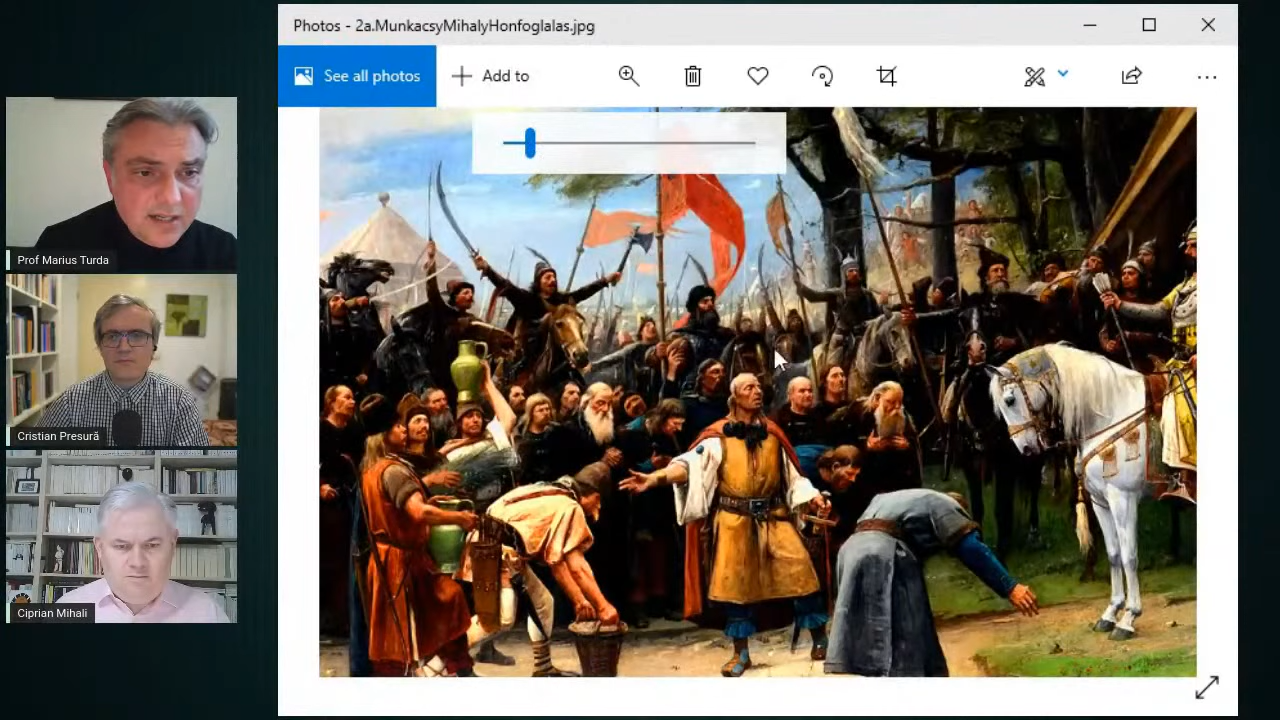 Photos - 2a.MunkacsyMihalyHonfoglalas.jpg
See all photos
Add to
Prof Marius Turda
Cristian Presură
Ciprian Mihali